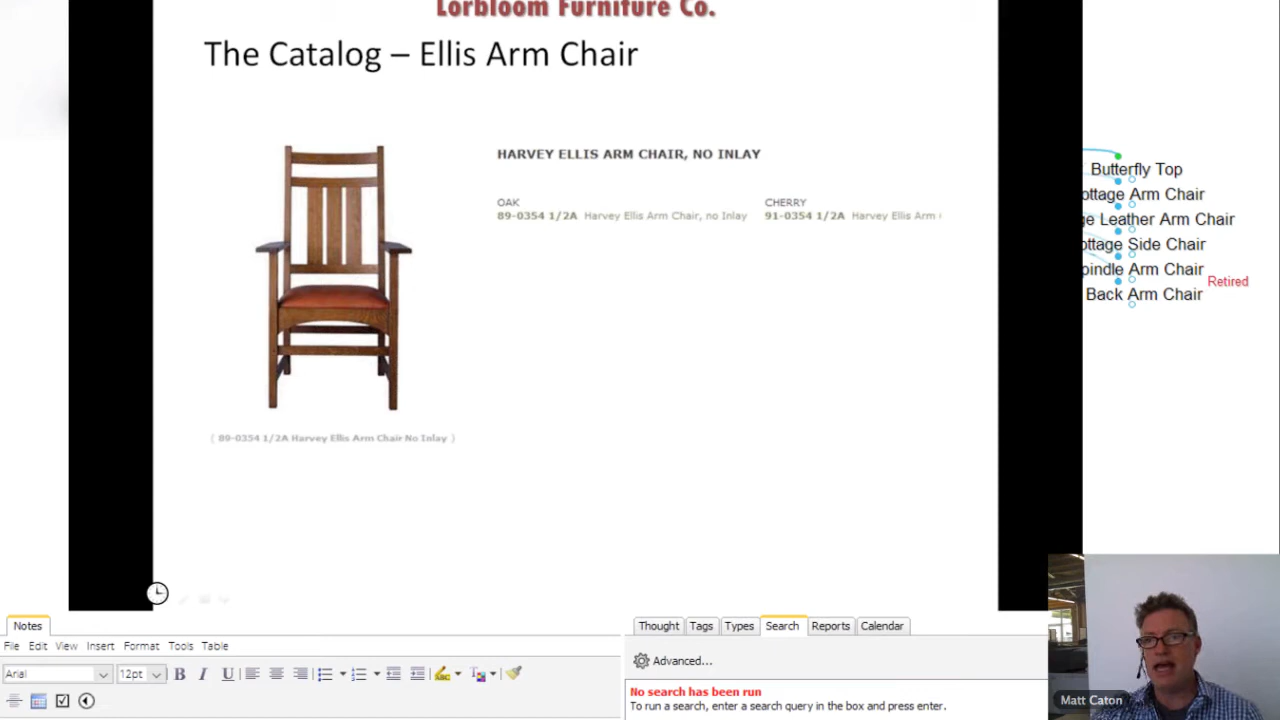 Lorbloom Furniture Co.
The Catalog – Ellis Arm Chair
HARVEY ELLIS ARM CHAIR, NO INLAY
OAK
89-0354 1/2A Harvey Ellis Arm Chair, no Inlay
CHERRY
91-0354 1/2A Harvey Ellis Arm
( 89-0354 1/2A Harvey Ellis Arm Chair No Inlay )
Butterfly Top
ottage Arm Chair
ge Leather Arm Chair
ottage Side Chair
pindle Arm Chair
Retired
Back Arm Chair
Notes
File Edit View Insert Format Tools Table
Arial 12pt B I U
Thought Tags Types Search Reports Calendar
Advanced...
No search has been run
To run a search, enter a search query in the box and press enter.
Matt Caton